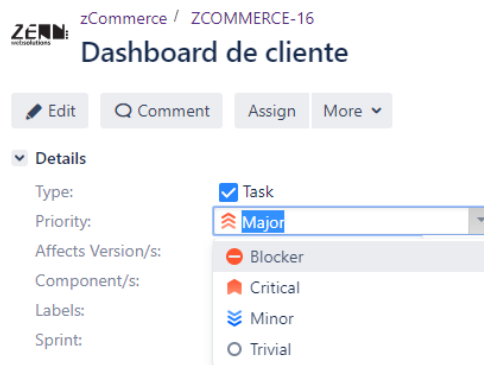 ZENN:
websolutions
zCommerce / ZCOMMERCE-16
Dashboard de cliente
Edit Comment Assign More
Details
Type: Task
Priority: Major
Affects Version/s:
Blocker
Component/s:
Critical
Labels:
Minor
Sprint:
Trivial